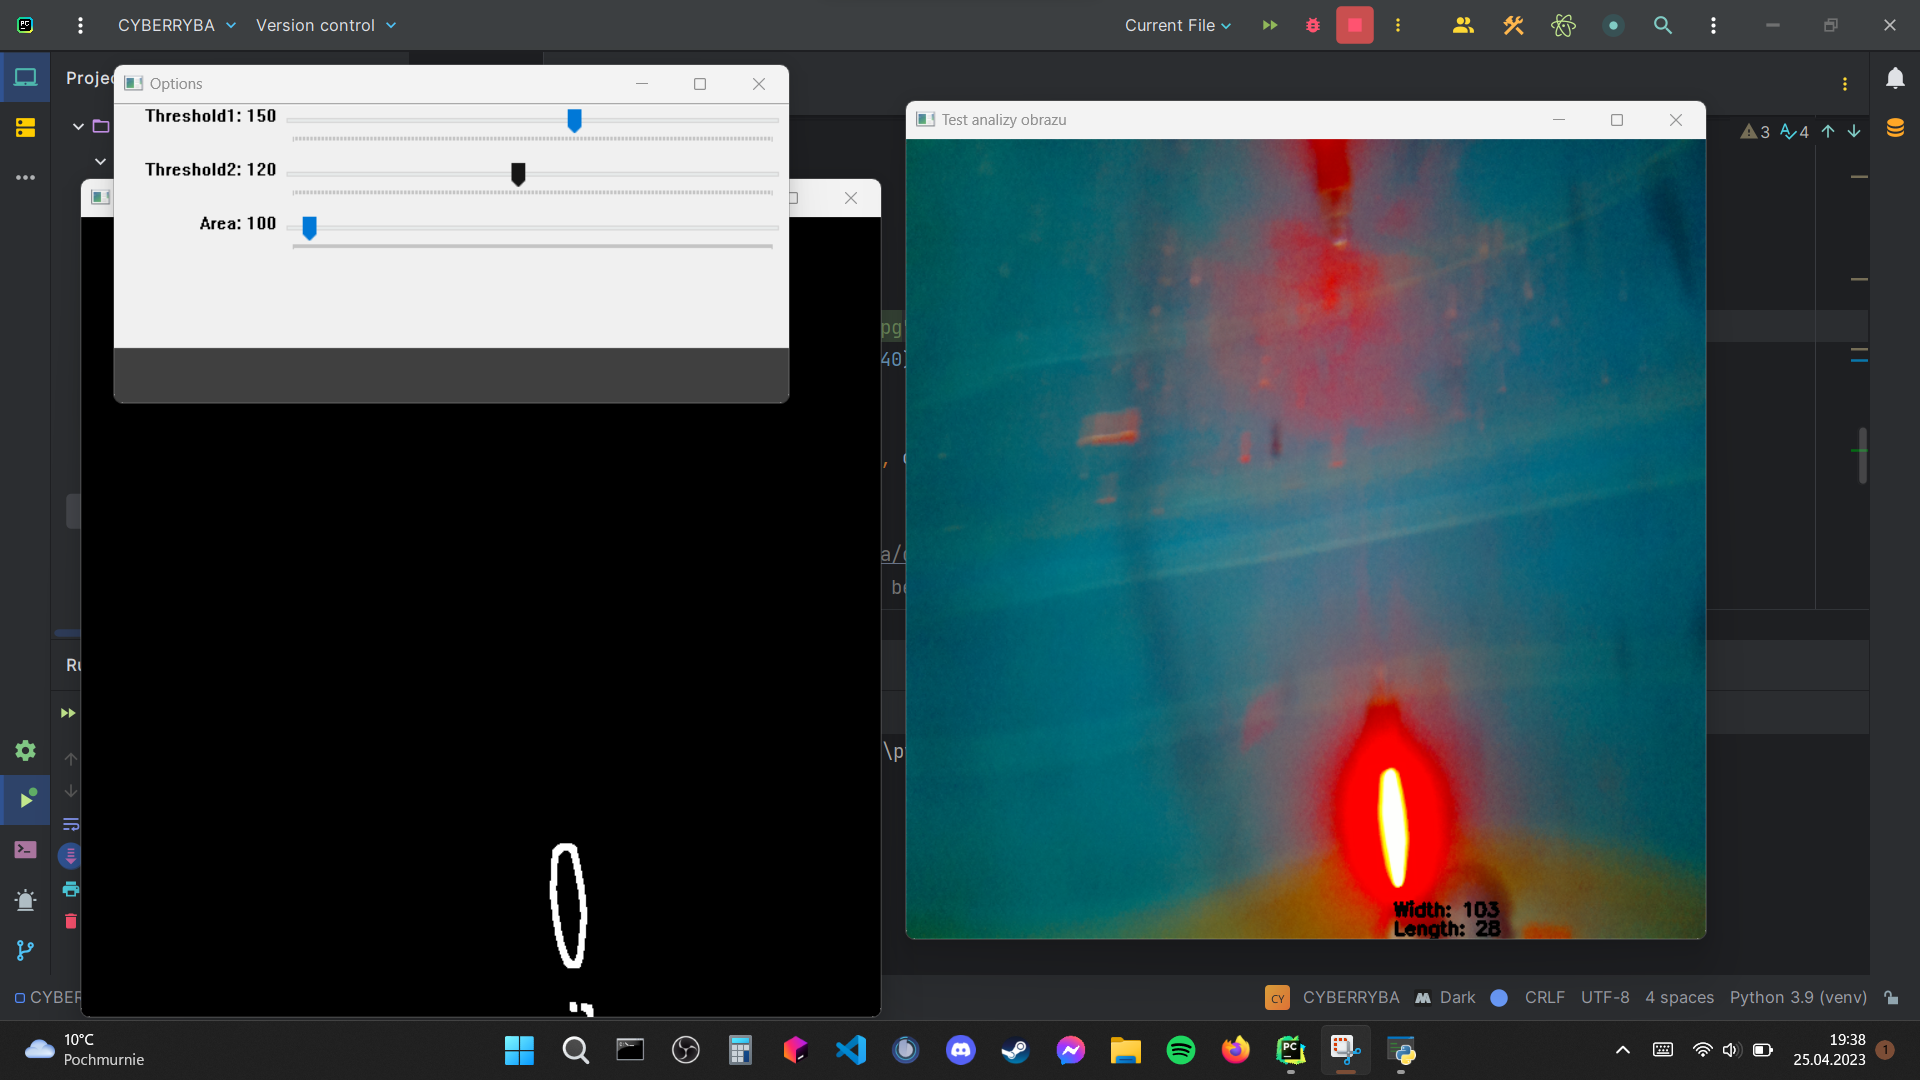 CYBERRYBA
Version control
Current File
Proje
Options
Threshold1: 150
Threshold2: 120
Area: 100
Test analizy obrazu
3
4
pg
40
, c
a/
b
Ru
\p
Width: 103
Length: 28
CYBER
CY
CYBERRYBA
Dark
CRLF
UTF-8
4 spaces
Python 3.9 (venv)
10°C
Pochmurnie
19:38
25.04.2023
1